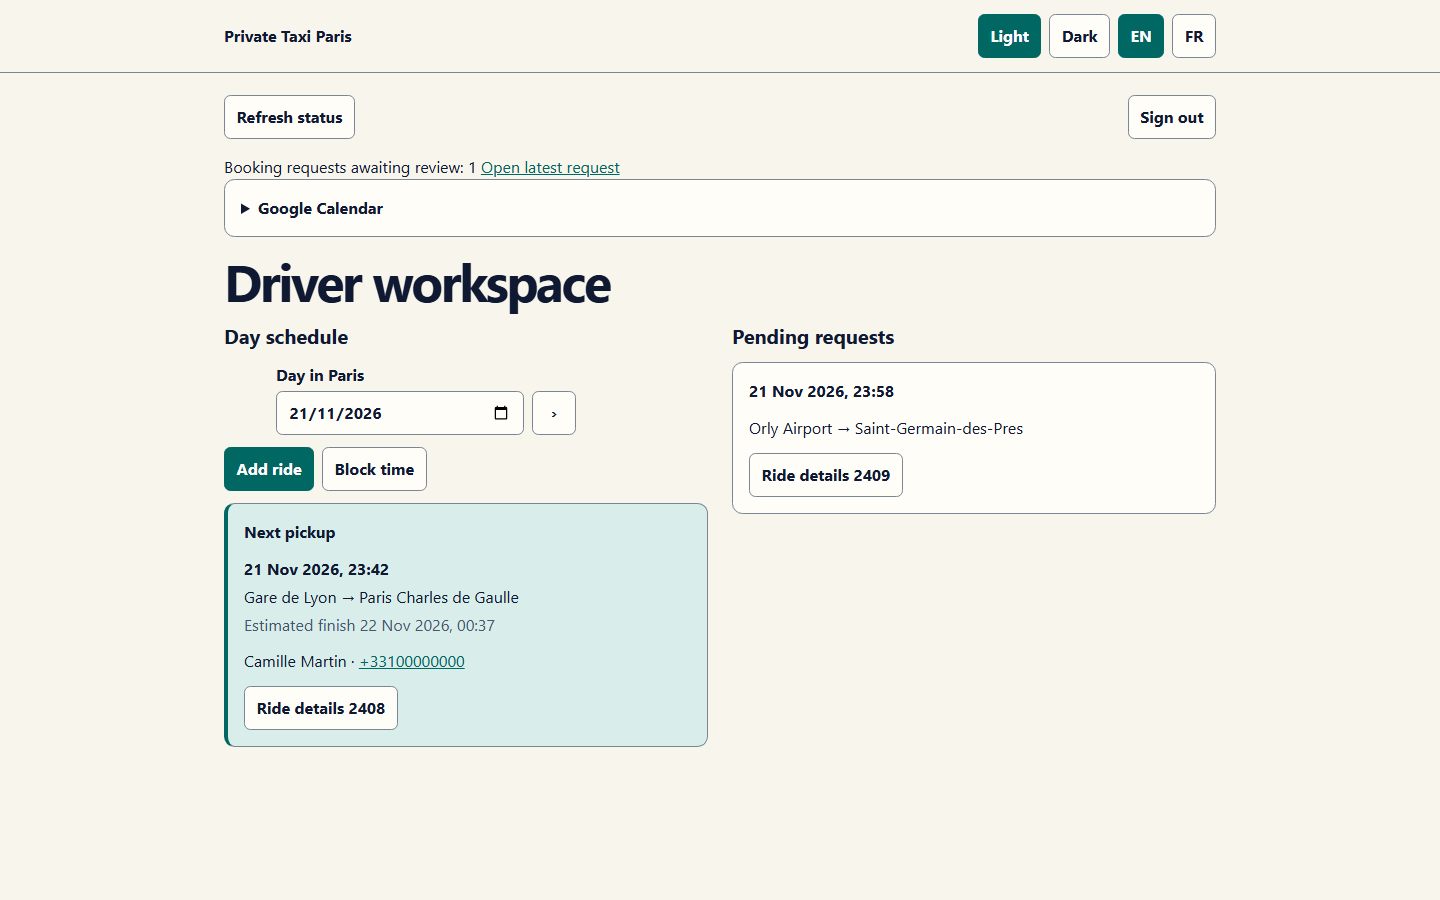 Private Taxi Paris
Light
Dark
EN
FR
Refresh status
Sign out
Booking requests awaiting review: 1 Open latest request
Google Calendar
Driver workspace
Day schedule
Day in Paris
21/11/2026
›
Add ride
Block time
Next pickup
21 Nov 2026, 23:42
Gare de Lyon → Paris Charles de Gaulle
Estimated finish 22 Nov 2026, 00:37
Camille Martin · +33100000000
Ride details 2408
Pending requests
21 Nov 2026, 23:58
Orly Airport → Saint-Germain-des-Pres
Ride details 2409